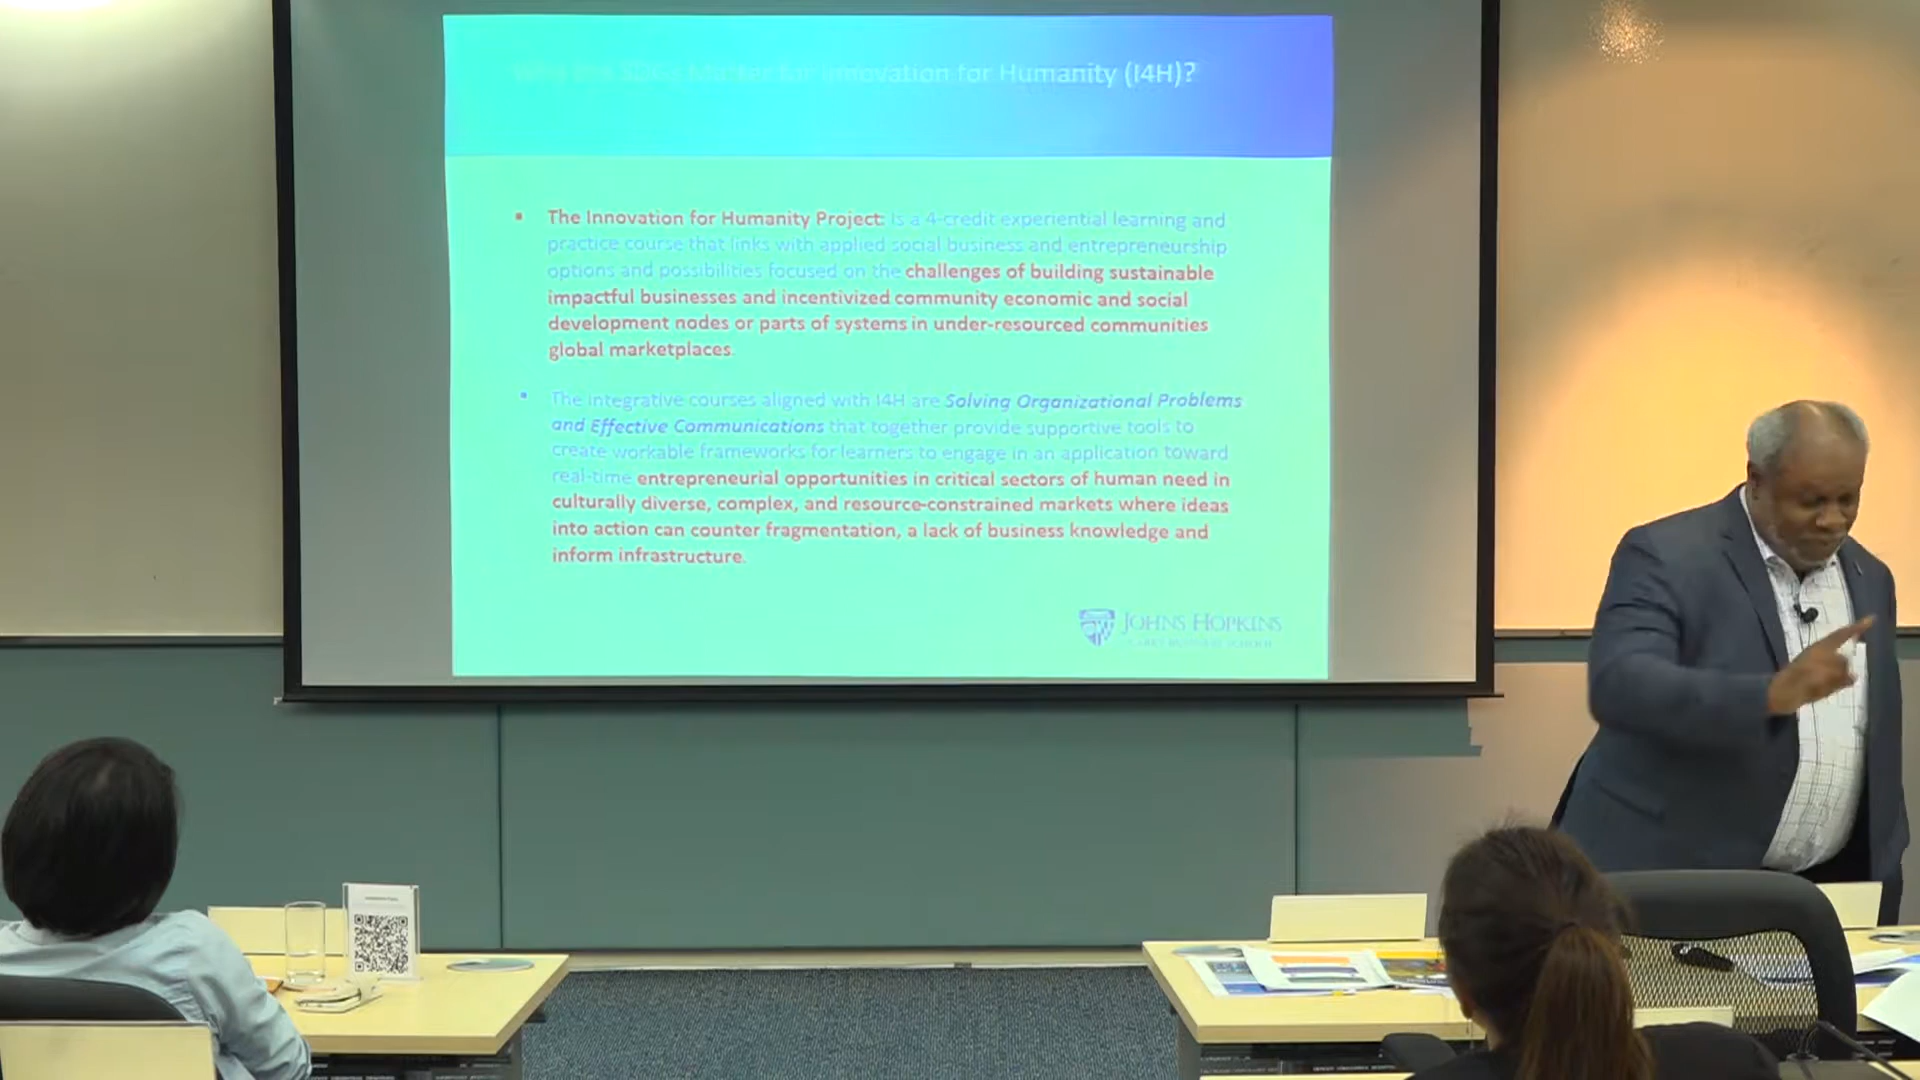 Why the SDGs Matter for Innovation for Humanity (I4H)?
▪ The Innovation for Humanity Project: is a 4-credit experiential learning and
practice course that links with applied social business and entrepreneurship
options and possibilities focused on the challenges of building sustainable
impactful businesses and incentivized community economic and social
development nodes or parts of systems in under-resourced communities
global marketplaces.
▪ The integrative courses aligned with I4H are Solving Organizational Problems
and Effective Communications that together provide supportive tools to
create workable frameworks for learners to engage in an application toward
real-time entrepreneurial opportunities in critical sectors of human need in
culturally diverse, complex, and resource-constrained markets where ideas
into action can counter fragmentation, a lack of business knowledge and
inform infrastructure.
JOHNS HOPKINS
BUSINESS SCHOOL